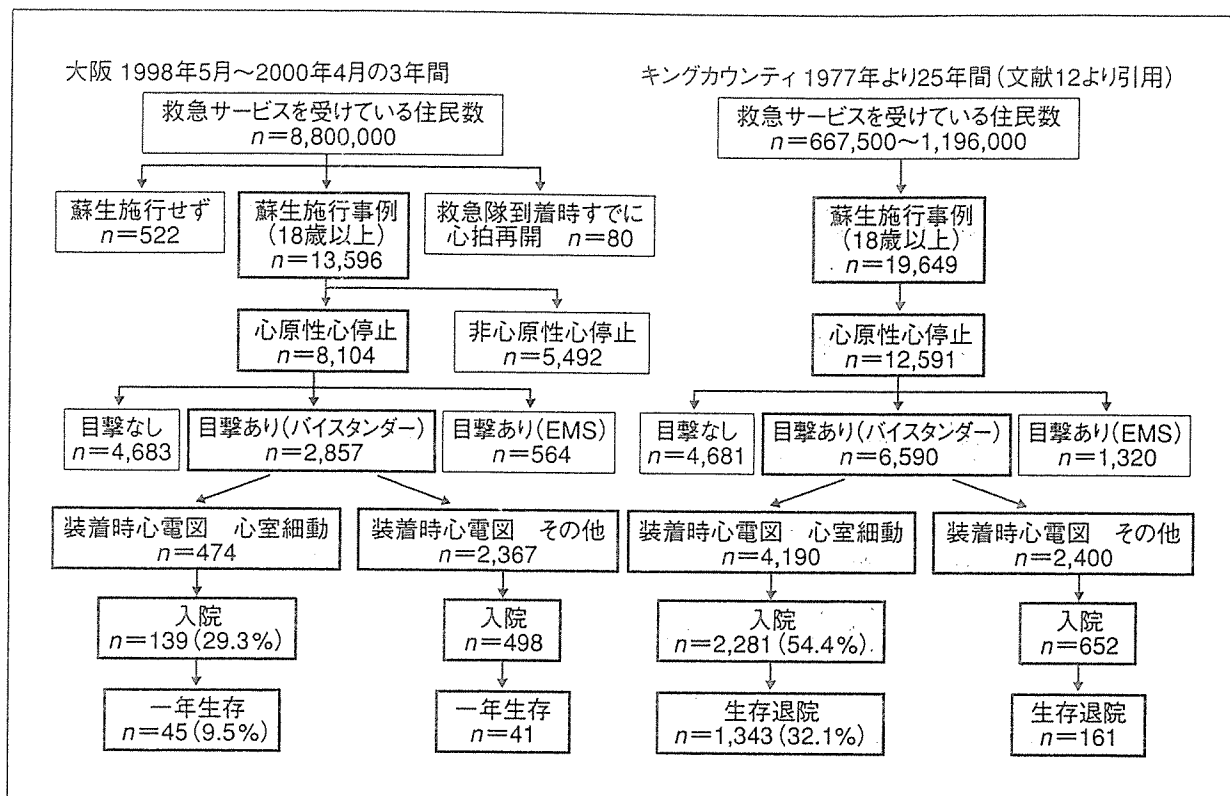 大阪 1998年5月～2000年4月の3年間
救急サービスを受けている住民数
n＝8,800,000
蘇生施行せず
n＝522
蘇生施行事例
(18歳以上)
n＝13,596
救急隊到着時すでに
心拍再開 n＝80
心原性心停止
n＝8,104
非心原性心停止
n＝5,492
目撃なし
n＝4,683
目撃あり(バイスタンダー)
n＝2,857
目撃あり(EMS)
n＝564
装着時心電図 心室細動
n＝474
装着時心電図 その他
n＝2,367
入院
n＝139(29.3%)
入院
n＝498
一年生存
n＝45(9.5%)
一年生存
n＝41
キングカウンティ 1977年より25年間(文献12より引用)
救急サービスを受けている住民数
n＝667,500～1,196,000
蘇生施行事例
(18歳以上)
n＝19,649
心原性心停止
n＝12,591
目撃なし
n＝4,681
目撃あり(バイスタンダー)
n＝6,590
目撃あり(EMS)
n＝1,320
装着時心電図 心室細動
n＝4,190
装着時心電図 その他
n＝2,400
入院
n＝2,281(54.4%)
入院
n＝652
生存退院
n＝1,343(32.1%)
生存退院
n＝161